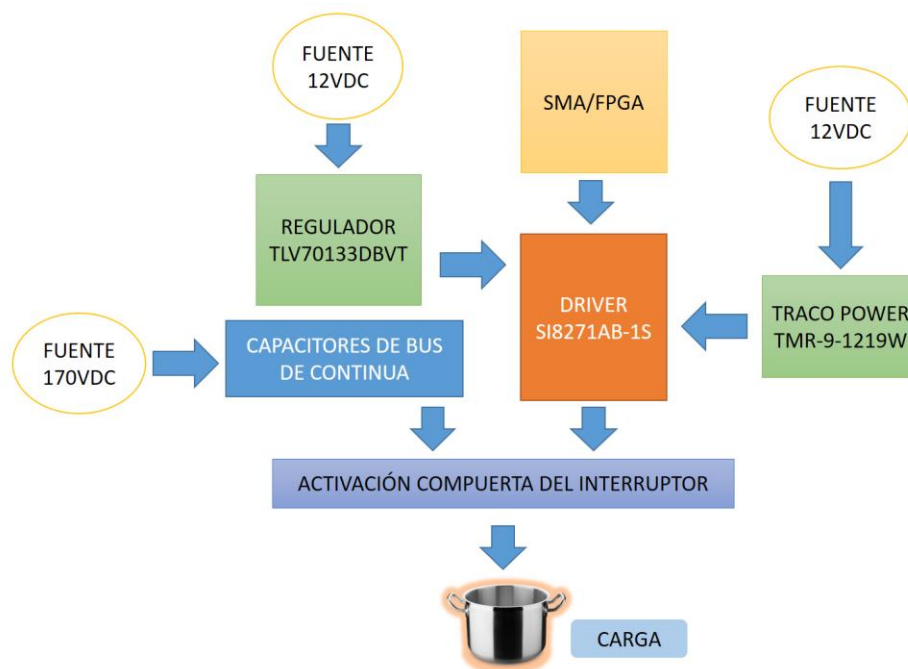 FUENTE
12VDC
SMA/FPGA
FUENTE
12VDC
REGULADOR
TLV70133DBVT
DRIVER
SI8271AB-1S
TRACO POWER
TMR-9-1219W
FUENTE
170VDC
CAPACITORES DE BUS
DE CONTINUA
ACTIVACIÓN COMPUERTA DEL INTERRUPTOR
CARGA